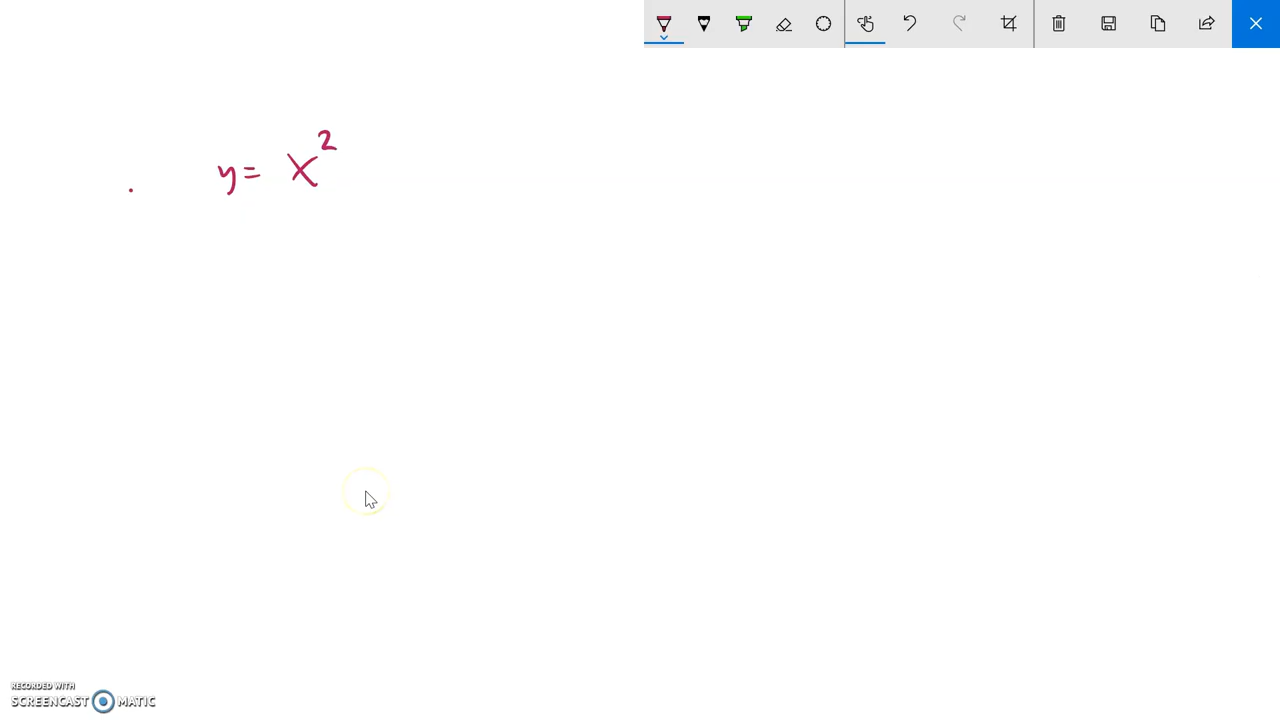 y = x²
RECORDED WITH
SCREENCAST MATIC